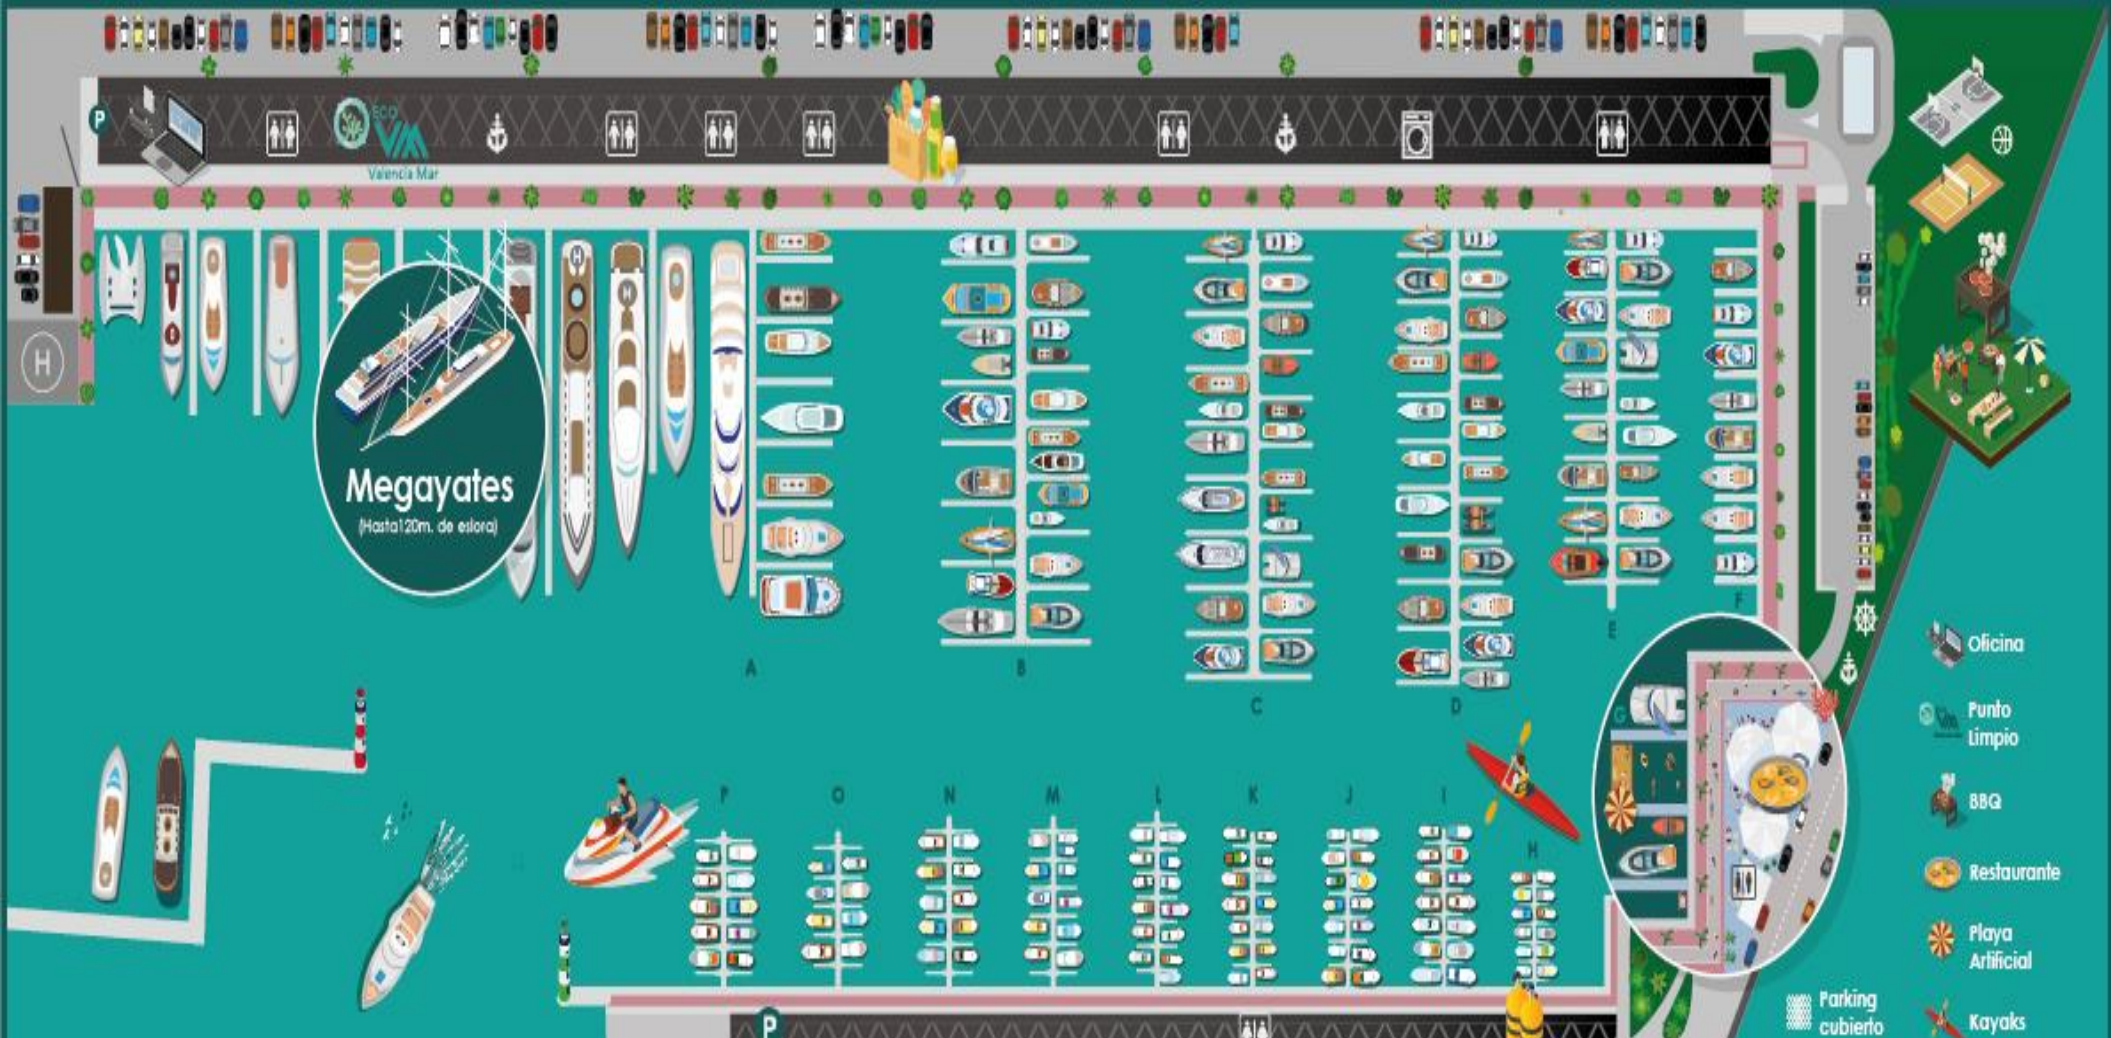 P
ECO
VM
Valencia Mar
H
H
H
Megayates
(Hasta120m. de eslora)
A
B
C
D
E
F
G
P
O
N
M
L
K
J
I
H
P
Oficina
Punto
Limpio
BBQ
Restaurante
Playa
Artificial
Parking
cubierto
Kayaks